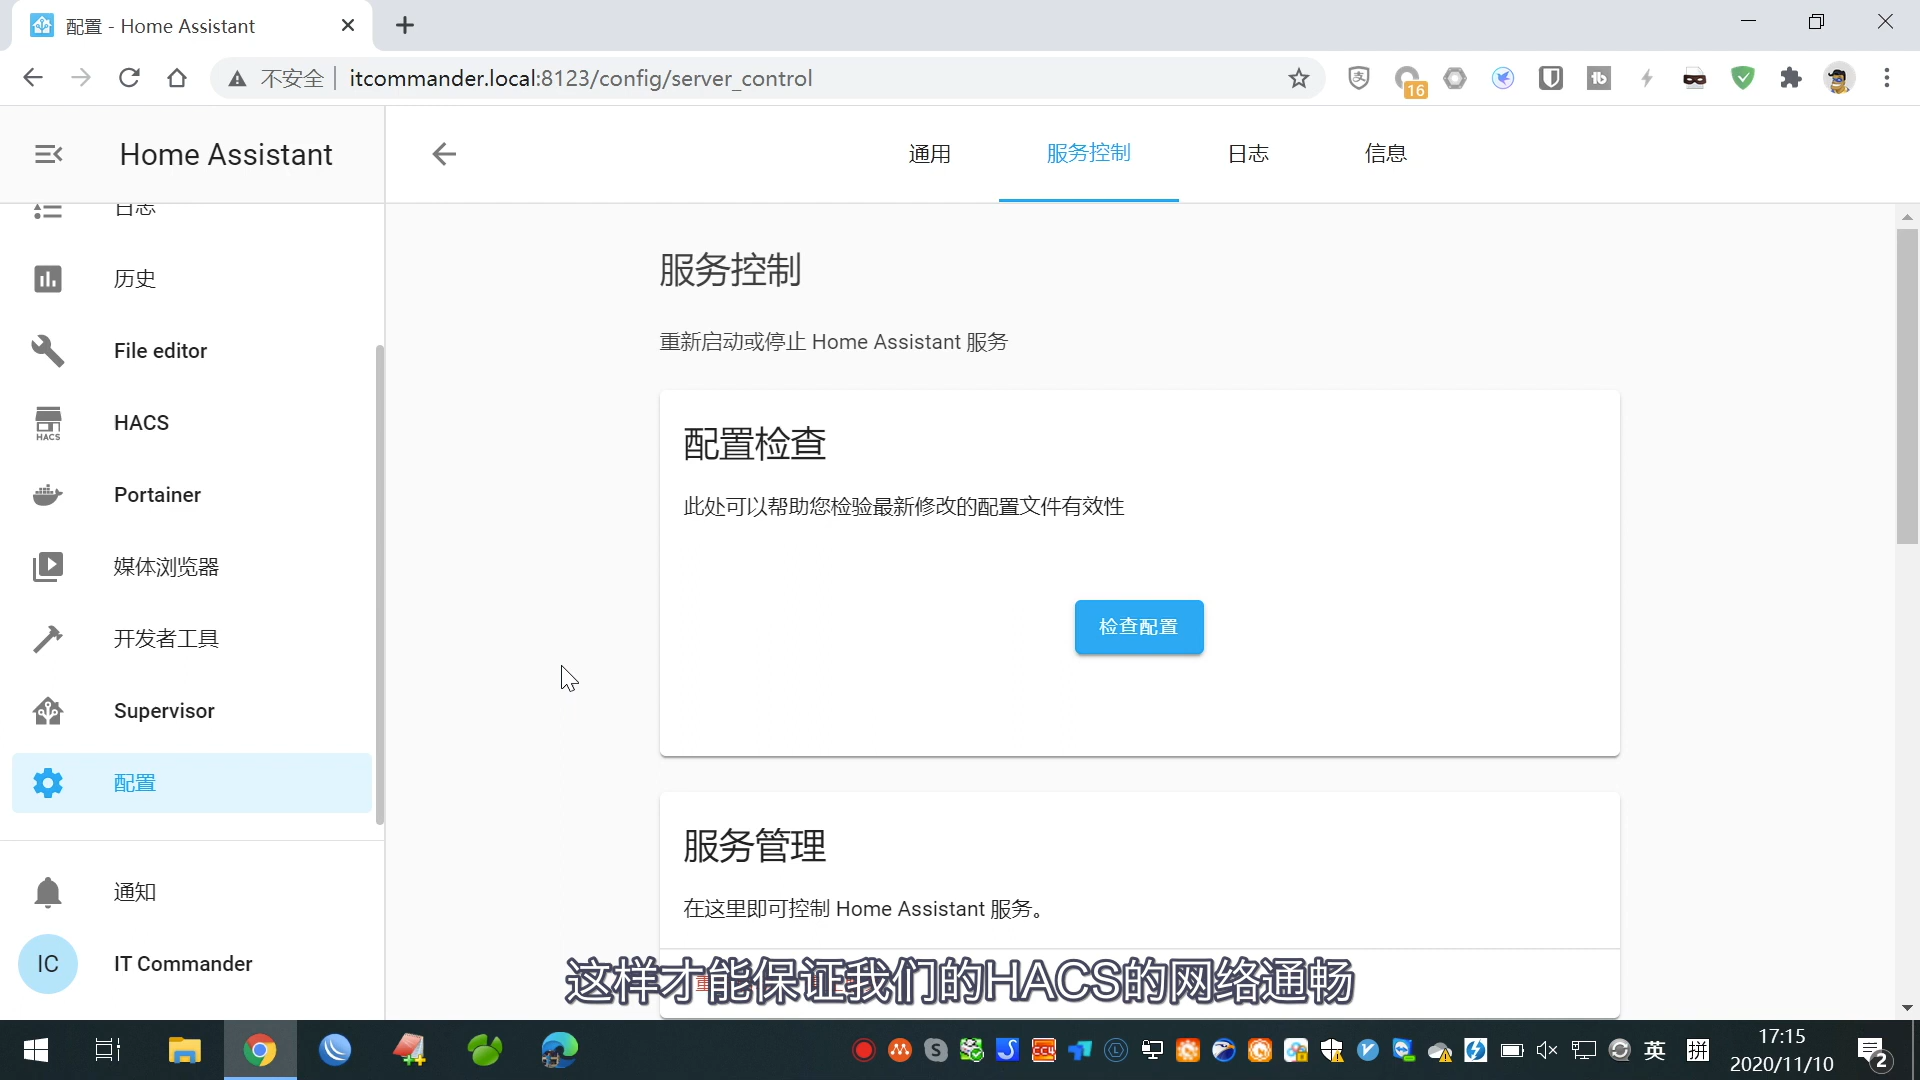 配置 - Home Assistant
不安全
itcommander.local:8123/config/server_control
16
Home Assistant
通用
服务控制
日志
信息
日志
历史
File editor
HACS
HACS
Portainer
媒体浏览器
开发者工具
Supervisor
配置
通知
IC
IT Commander
服务控制
重新启动或停止 Home Assistant 服务
配置检查
此处可以帮助您检验最新修改的配置文件有效性
检查配置
服务管理
在这里即可控制 Home Assistant 服务。
这样才能保证我们的HACS的网络通畅
英
拼
17:15
2020/11/10
2